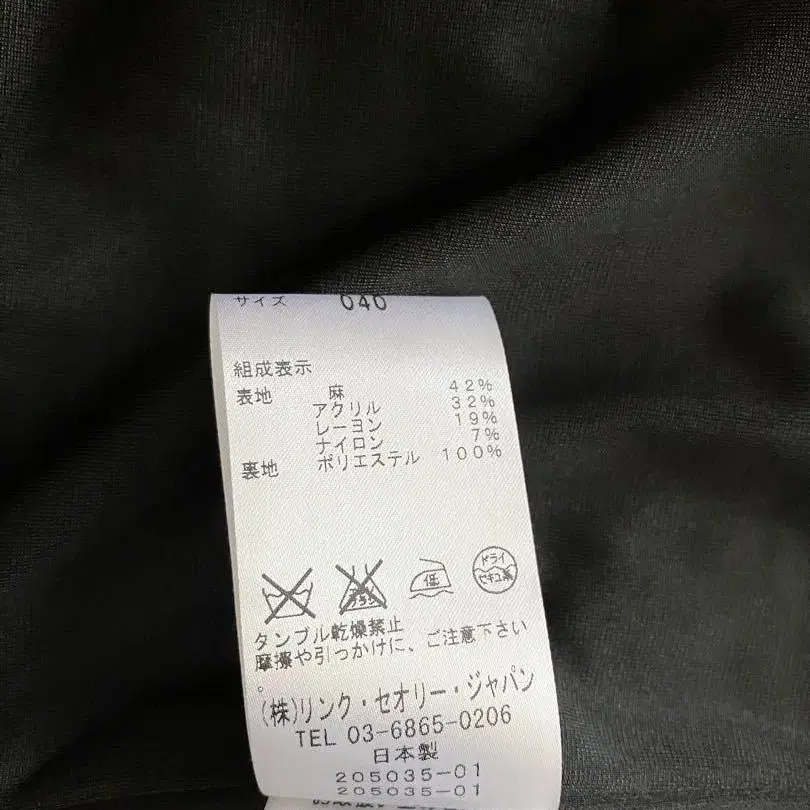 サイズ 040
組成表示
表地 麻 42%
アクリル 32%
レーヨン 19%
ナイロン 7%
裏地 ポリエステル 100%
低 ドライ セキユ系
タンブル乾燥禁止
摩擦や引っかけに、ご注意下さい
。
(株)リンク・セオリー・ジャパン
TEL 03-6865-0206
日本製
205035-01
205035-01